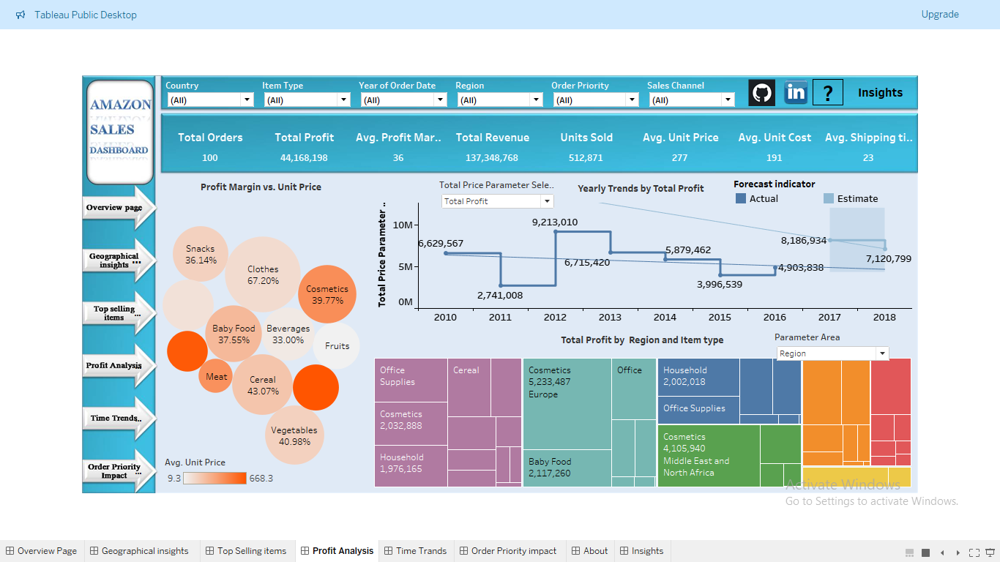 Tableau Public Desktop
Upgrade
AMAZON
SALES
DASHBOARD
Country
Item Type
Year of Order Date
Region
Order Priority
Sales Channel
(All)
(All)
(All)
(All)
(All)
(All)
in
?
Insights
Total Orders
Total Profit
Avg. Profit Mar..
Total Revenue
Units Sold
Avg. Unit Price
Avg. Unit Cost
Avg. Shipping ti..
100
44,168,198
36
137,348,768
512,871
277
191
23
Overview page
Geographical
insights ...
Top selling
items ...
Profit Analysis
Time Trends..
Order Priority
Impact ...
Profit Margin vs. Unit Price
Snacks
36.14%
Clothes
67.20%
Cosmetics
39.77%
Baby Food
37.55%
Beverages
33.00%
Fruits
Meat
Cereal
43.07%
Vegetables
40.98%
Avg. Unit Price
9.3
668.3
Total Price Parameter Sele..
Total Profit
Yearly Trends by Total Profit
Forecast indicator
Actual
Estimate
Total Price Parameter ..
10M
5M
0M
6,629,567
2,741,008
9,213,010
6,715,420
5,879,462
3,996,539
4,903,838
8,186,934
7,120,799
2010
2011
2012
2013
2014
2015
2016
2017
2018
Total Profit by Region and Item type
Parameter Area
Region
Office
Supplies
Cosmetics
2,032,888
Household
1,976,165
Cereal
Cosmetics
5,233,487
Europe
Baby Food
2,117,260
Office
Household
2,002,018
Office Supplies
Cosmetics
4,105,940
Middle East and
North Africa
Activate Windows
Go to Settings to activate Windows.
Overview Page
Geographical insights
Top Selling items
Profit Analysis
Time Trands
Order Priority impact
About
Insights